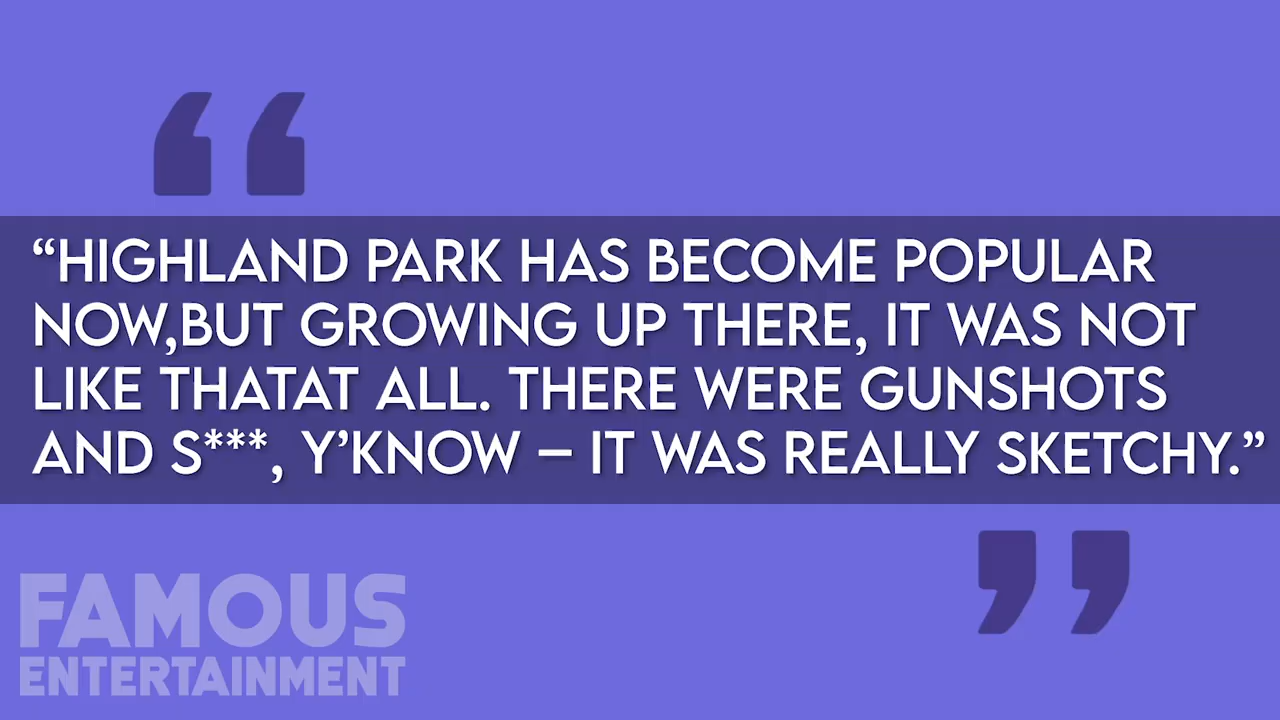 “HIGHLAND PARK HAS BECOME POPULAR
NOW,BUT GROWING UP THERE, IT WAS NOT
LIKE THATAT ALL. THERE WERE GUNSHOTS
AND S***, Y’KNOW – IT WAS REALLY SKETCHY.”
FAMOUS
ENTERTAINMENT